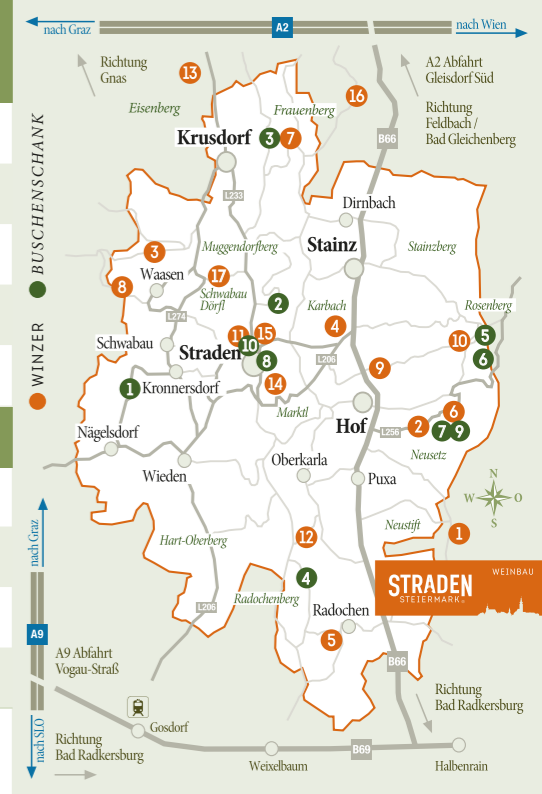 nach Graz
A2
nach Wien
Richtung
Gnas
13
A2 Abfahrt
Gleisdorf Süd
16
Eisenberg
Frauenberg
Richtung
Feldbach /
Bad Gleichenberg
Krusdorf
3
7
B66
BUSCHENSCHANK
WINZER
L233
Dirnbach
Stainz
Muggendorfberg
Stainzberg
3
Waasen
17
8
Schwabau
Dörfl
2
Karbach
Rosenberg
L274
4
Schwabau
11
15
10
Straden
8
L206
10
5
6
9
1
Kronnersdorf
14
Marktl
Hof
6
2
7
9
L256
Nägelsdorf
Neusetz
Wieden
Oberkarla
Puxa
N
W
O
S
nach Graz
Hart-Oberberg
12
Neustift
1
4
WEINBAU
STRADEN
STEIERMARK
L206
Radochenberg
Radochen
5
A9
A9 Abfahrt
Vogau-Straß
B66
Richtung
Bad Radkersburg
Gosdorf
nach SLO
Richtung
Bad Radkersburg
B69
Weixelbaum
Halbenrain